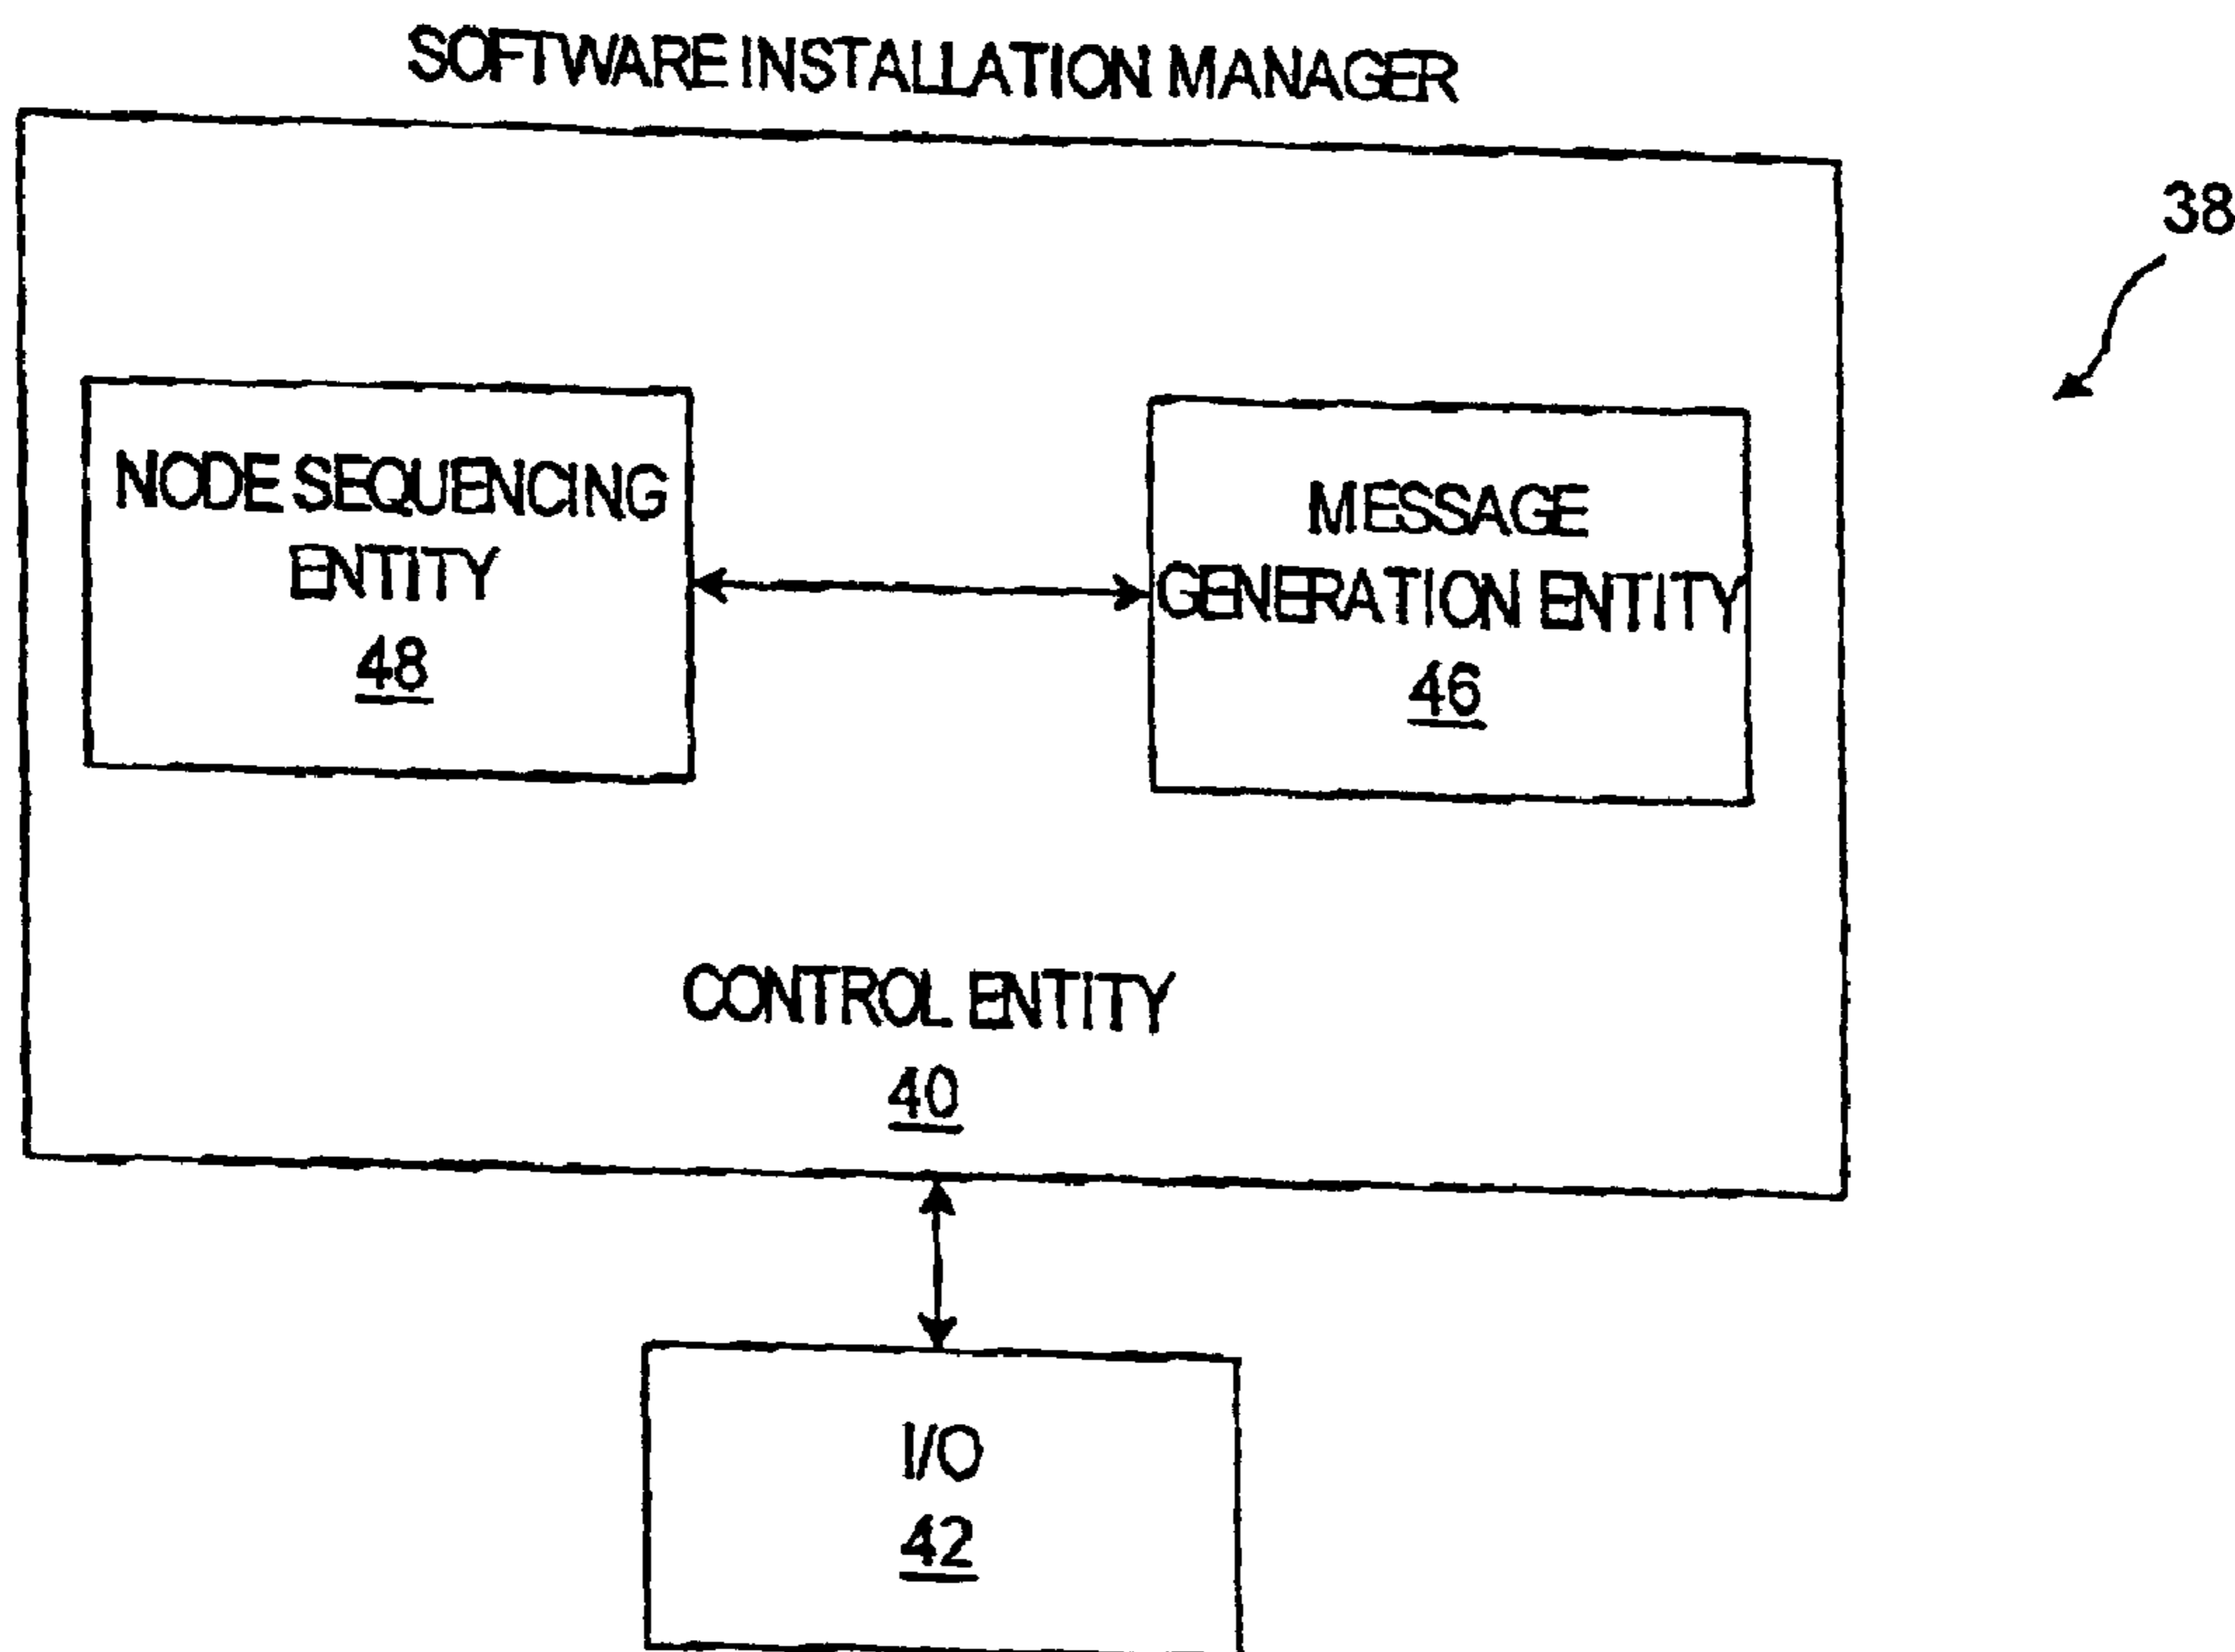 SOFTWARE INSTALLATION MANAGER
38
NODE SEQUENCING
ENTITY
48
MESSAGE
GENERATION ENTITY
46
CONTROL ENTITY
40
I/O
42